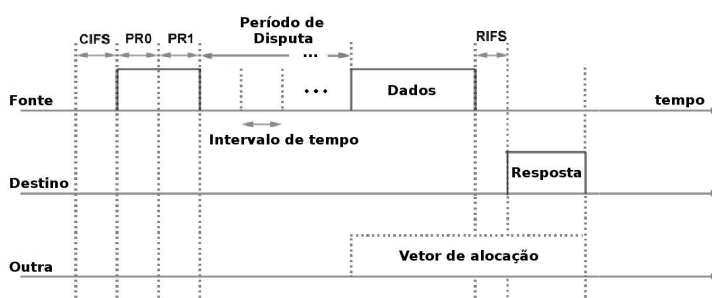 CIFS PR0 PR1 Período de Disputa RIFS
...
Fonte ... Dados tempo
Intervalo de tempo
Destino Resposta
Outra Vetor de alocação